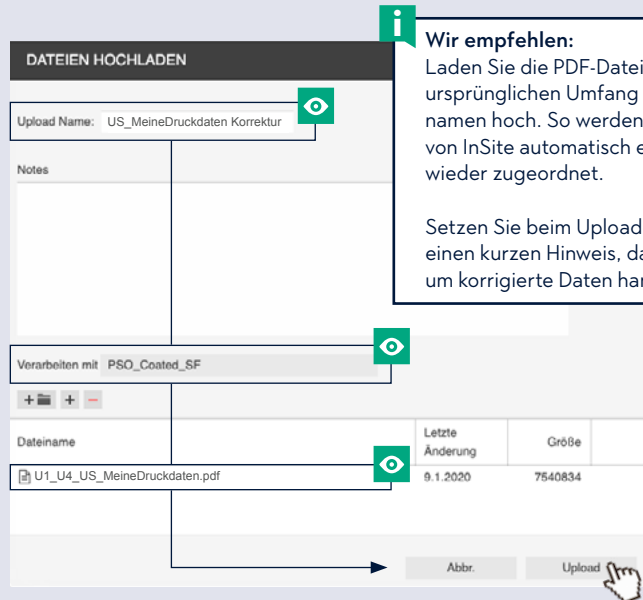 DATEIEN HOCHLADEN
Upload Name: US_MeineDruckdaten Korrektur
Notes
Verarbeiten mit PSO_Coated_SF
Dateiname
Letzte
Änderung
Größe
U1_U4_US_MeineDruckdaten.pdf
9.1.2020
7540834
Abbr.
Upload
i
Wir empfehlen:
Laden Sie die PDF-Datei
ursprünglichen Umfang
namen hoch. So werden
von InSite automatisch e
wieder zugeordnet.
Setzen Sie beim Upload
einen kurzen Hinweis, da
um korrigierte Daten har